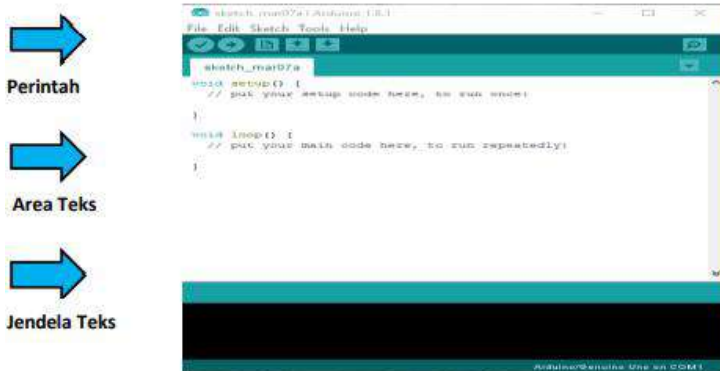 sketch_mar07a | Arduino 1.8.1
File Edit Sketch Tools Help
sketch_mar07a
Perintah
void setup() {
// put your setup code here, to run once:
}
void loop() {
// put your main code here, to run repeatedly:
}
Area Teks
Jendela Teks
Arduino/Genuino Uno on COM1